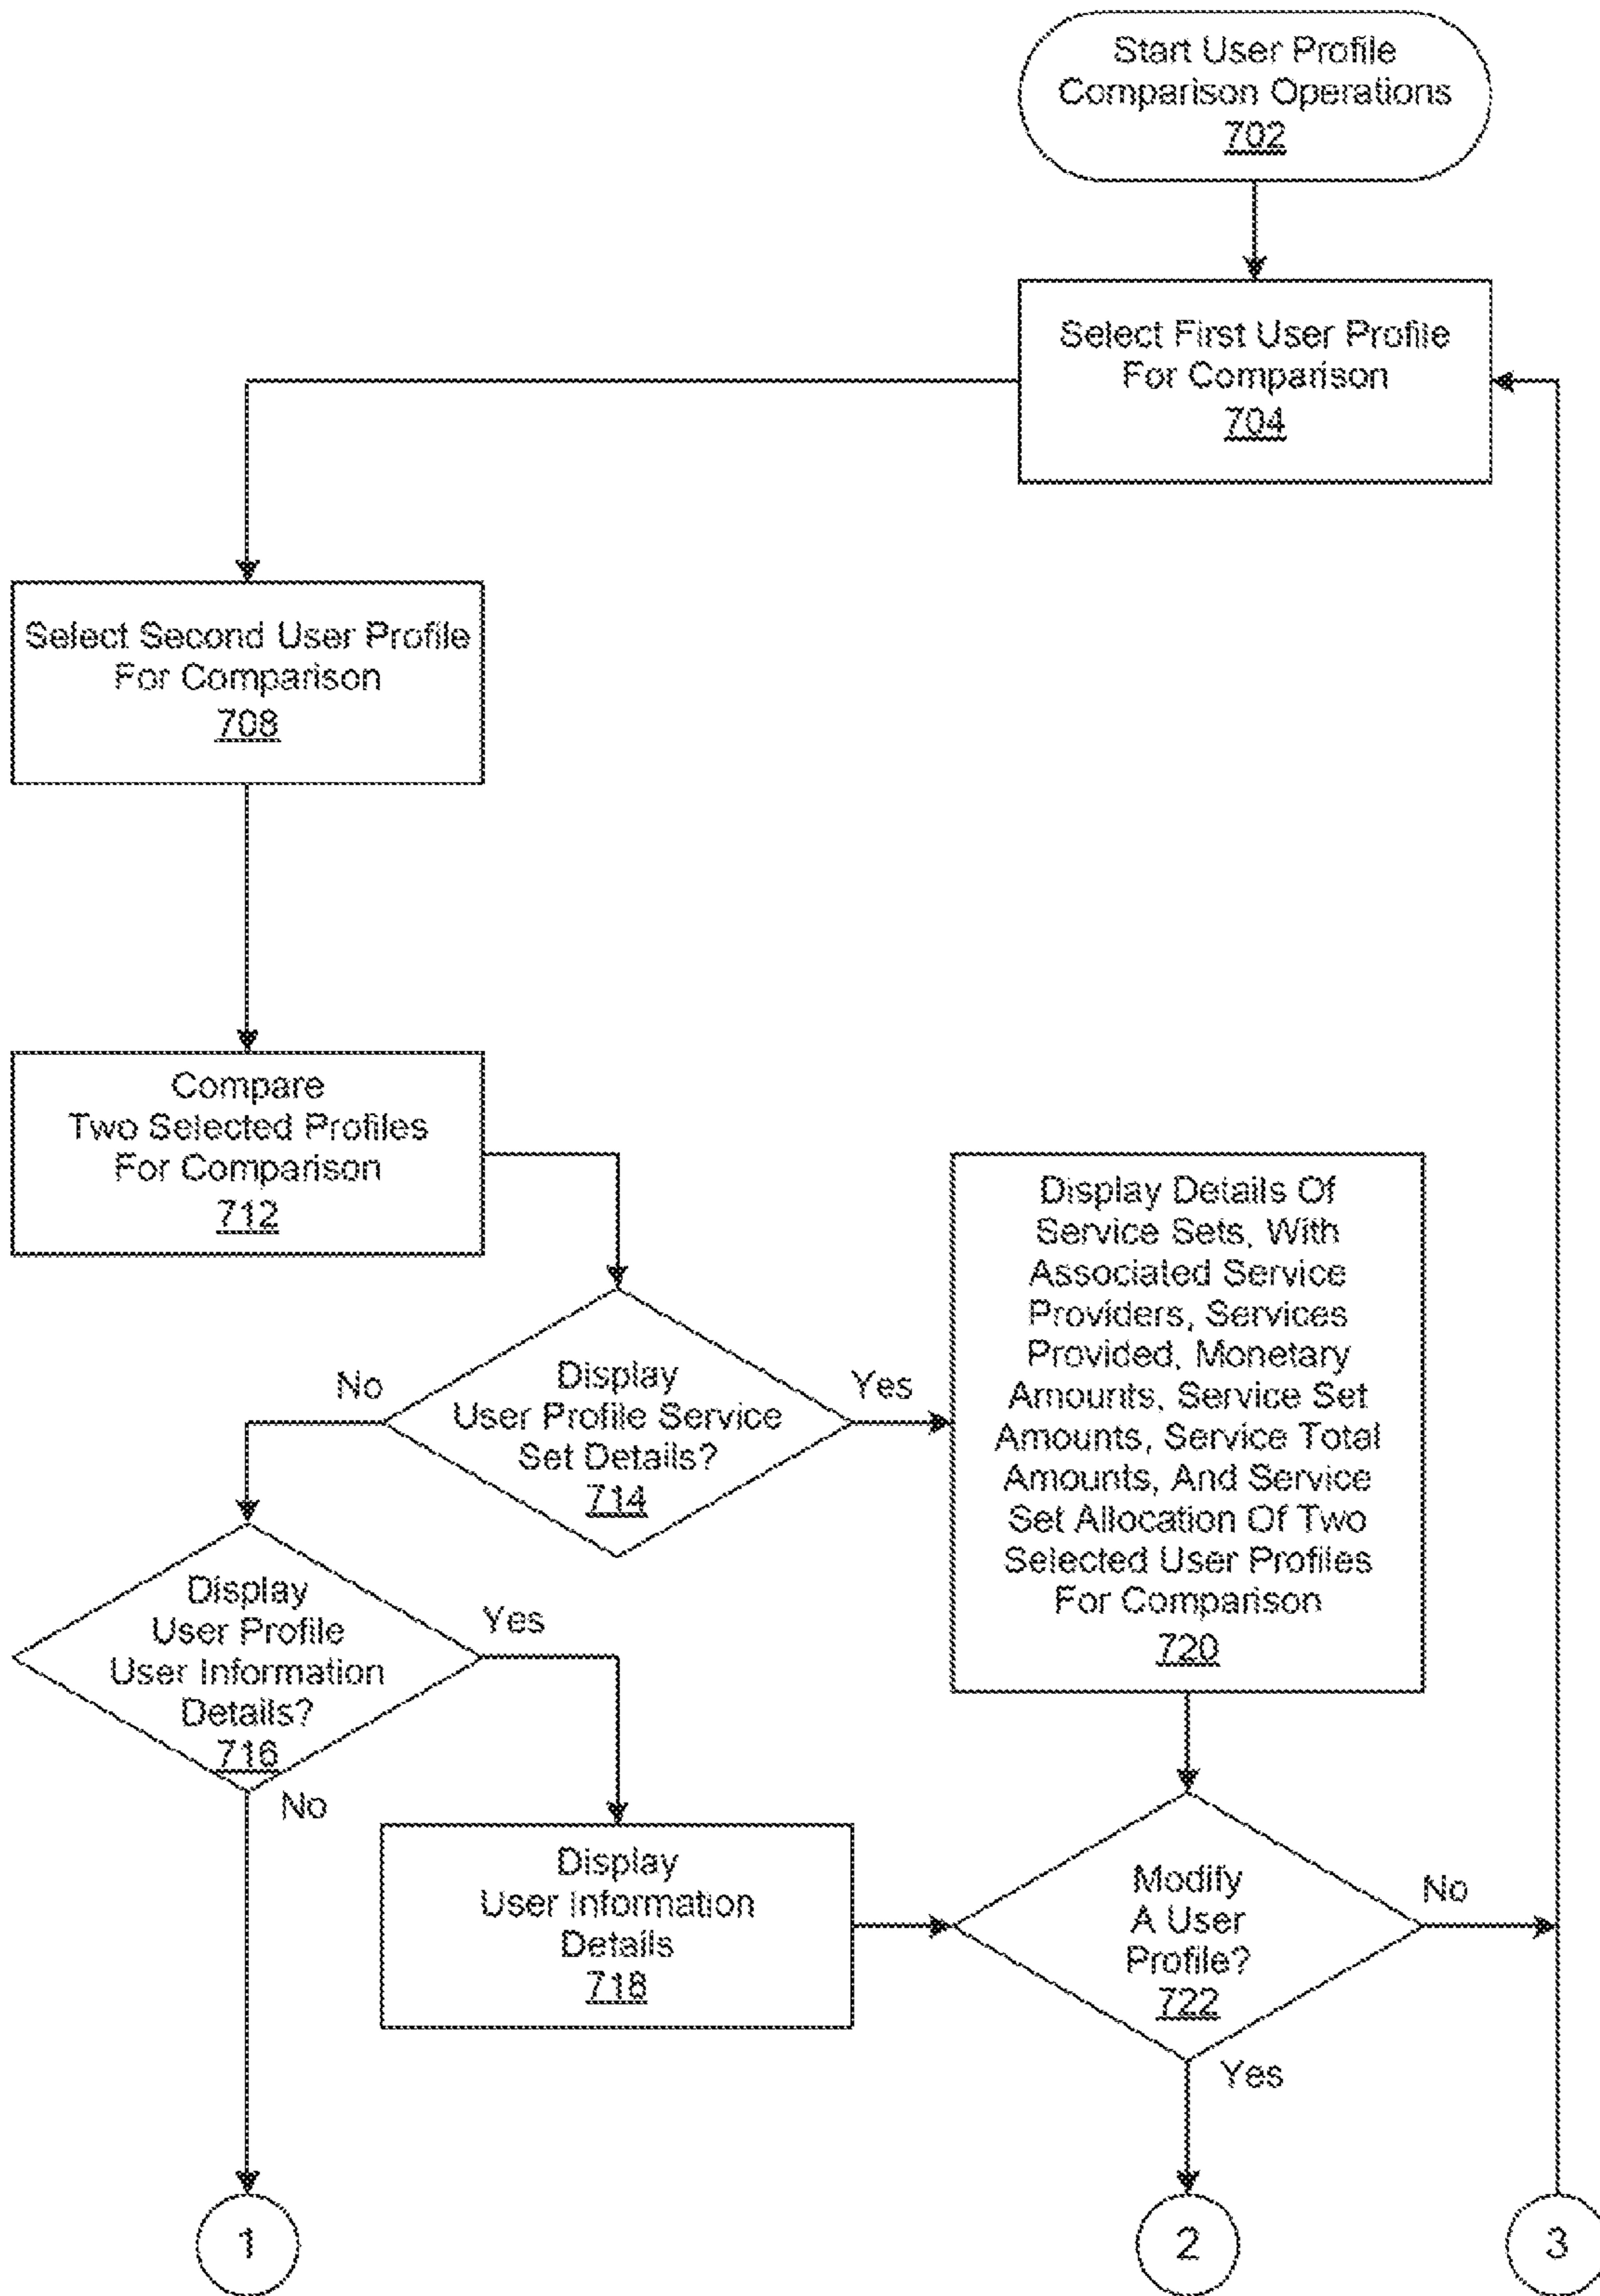 Start User Profile
Comparison Operations
702
Select First User Profile
For Comparison
704
Select Second User Profile
For Comparison
708
Compare
Two Selected Profiles
For Comparison
712
Display
User Profile Service
Set Details?
714
No
Yes
Display Details Of
Service Sets, With
Associated Service
Providers, Services
Provided, Monetary
Amounts, Service Set
Amounts, Service Total
Amounts, And Service
Set Allocation Of Two
Selected User Profiles
For Comparison
720
Display
User Profile
User Information
Details?
716
Yes
No
Display
User Information
Details
718
Modify
A User
Profile?
722
No
Yes
1
2
3